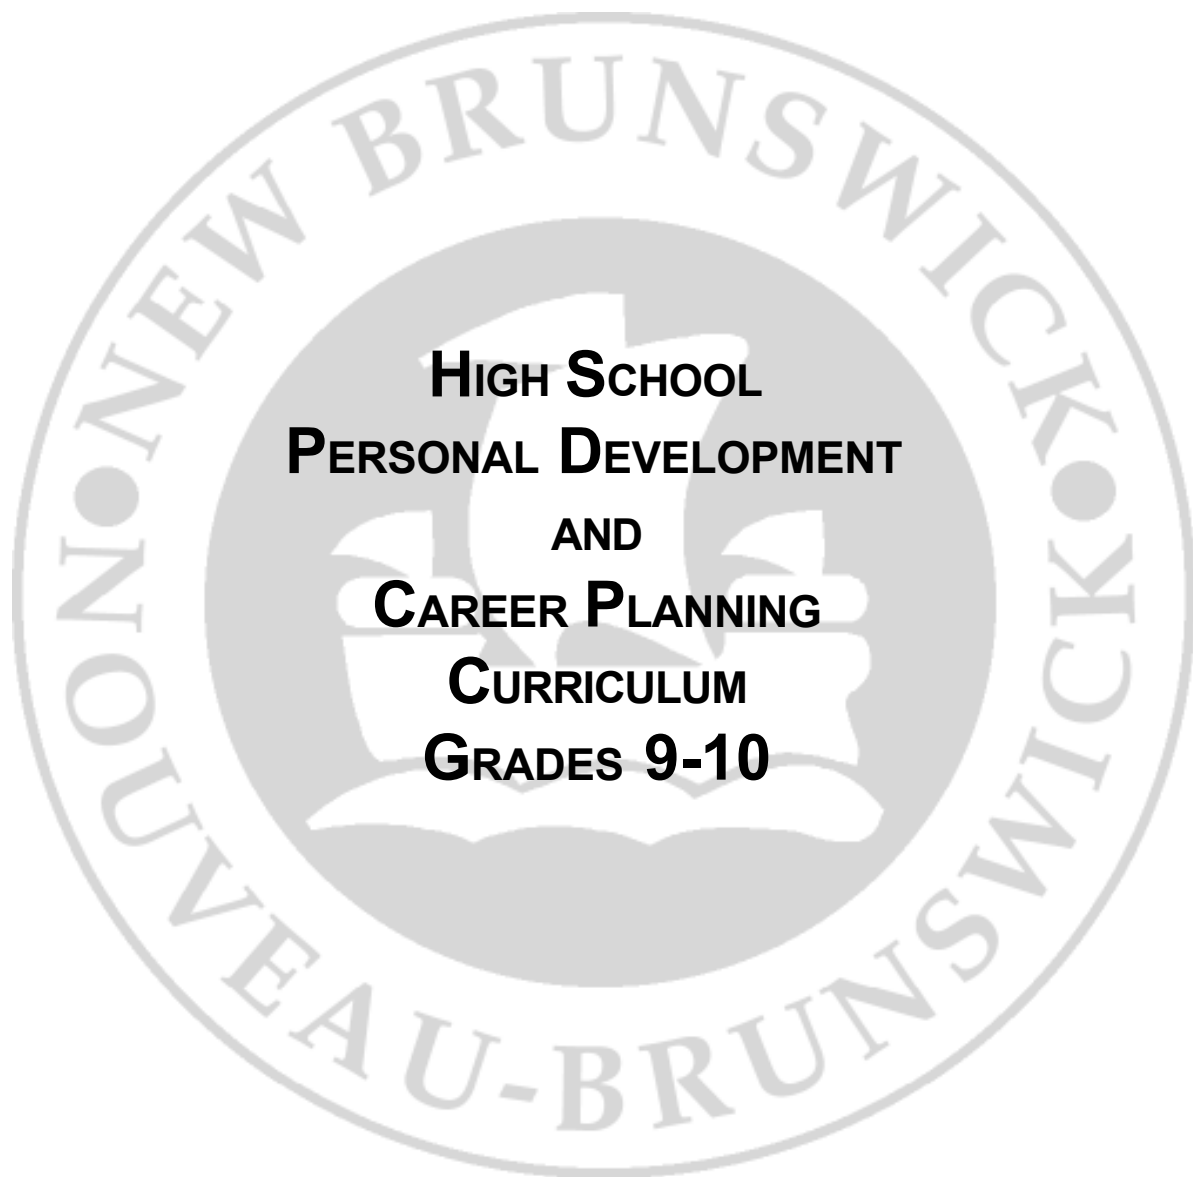 NEW BRUNSWICK
HIGH SCHOOL
PERSONAL DEVELOPMENT
AND
CAREER PLANNING
CURRICULUM
GRADES 9-10
NOUVEAU-BRUNSWICK